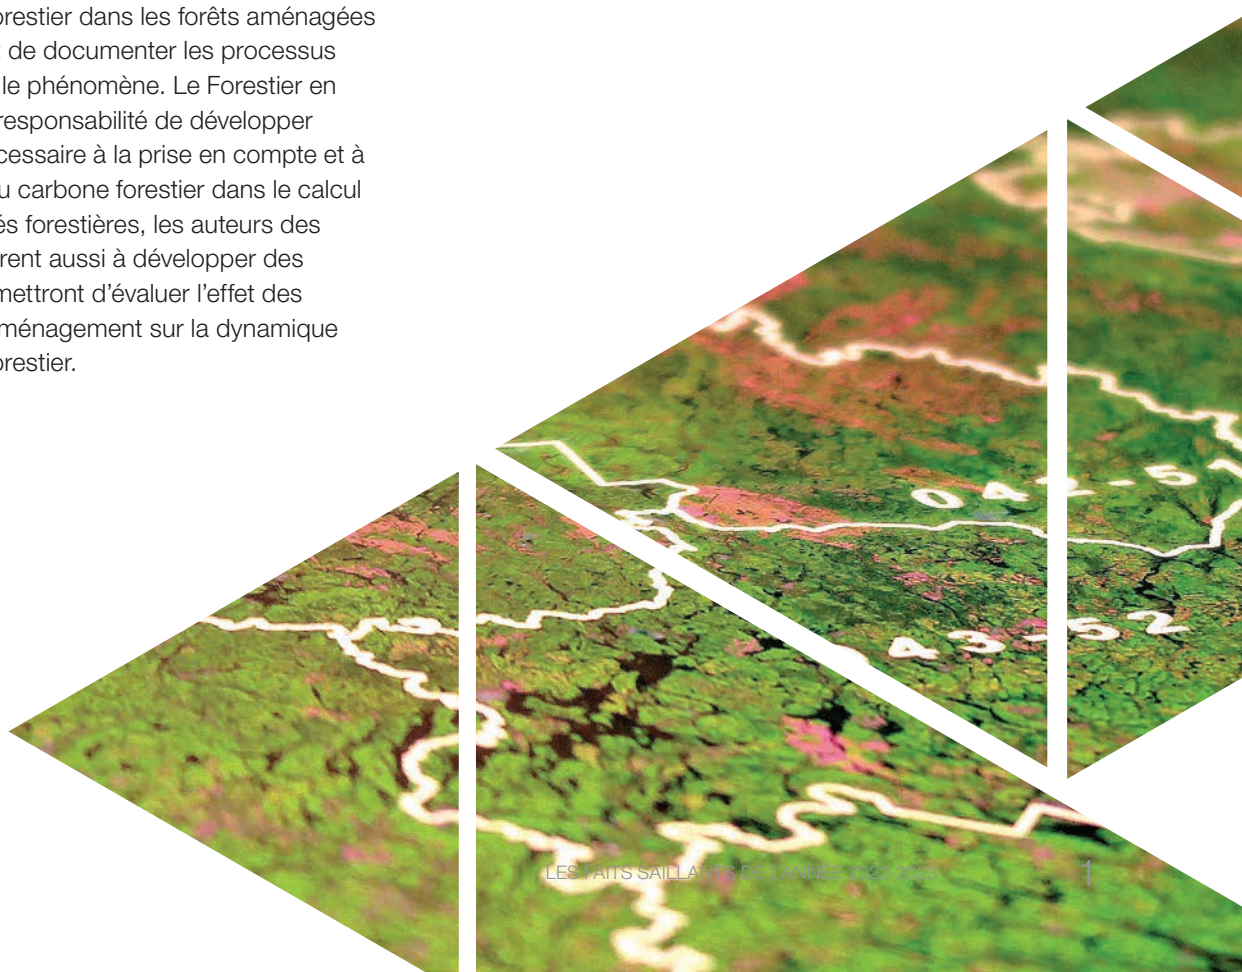 orestier dans les forêts aménagées
t de documenter les processus
le phénomène. Le Forestier en
responsabilité de développer
cessaire à la prise en compte et à
u carbone forestier dans le calcul
és forestières, les auteurs des
rent aussi à développer des
mettront d'évaluer l'effet des
ménagement sur la dynamique
orestier.
042-51
43-52
LES FAITS SAILLANTS DE L'ANNÉE 2022-2023
1